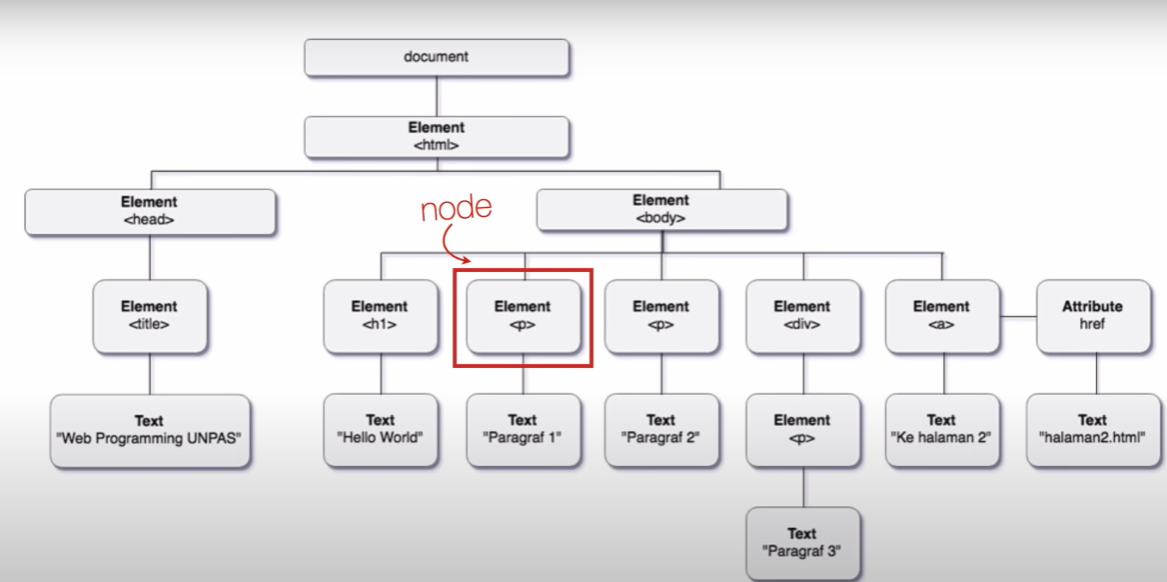 document
Element
<html>
Element
<head>
node
Element
<body>
Element
<title>
Element
<h1>
Element
<p>
Element
<p>
Element
<div>
Element
<a>
Attribute
href
Text
"Web Programming UNPAS"
Text
"Hello World"
Text
"Paragraf 1"
Text
"Paragraf 2"
Element
<p>
Text
"Ke halaman 2"
Text
"halaman2.html"
Text
"Paragraf 3"